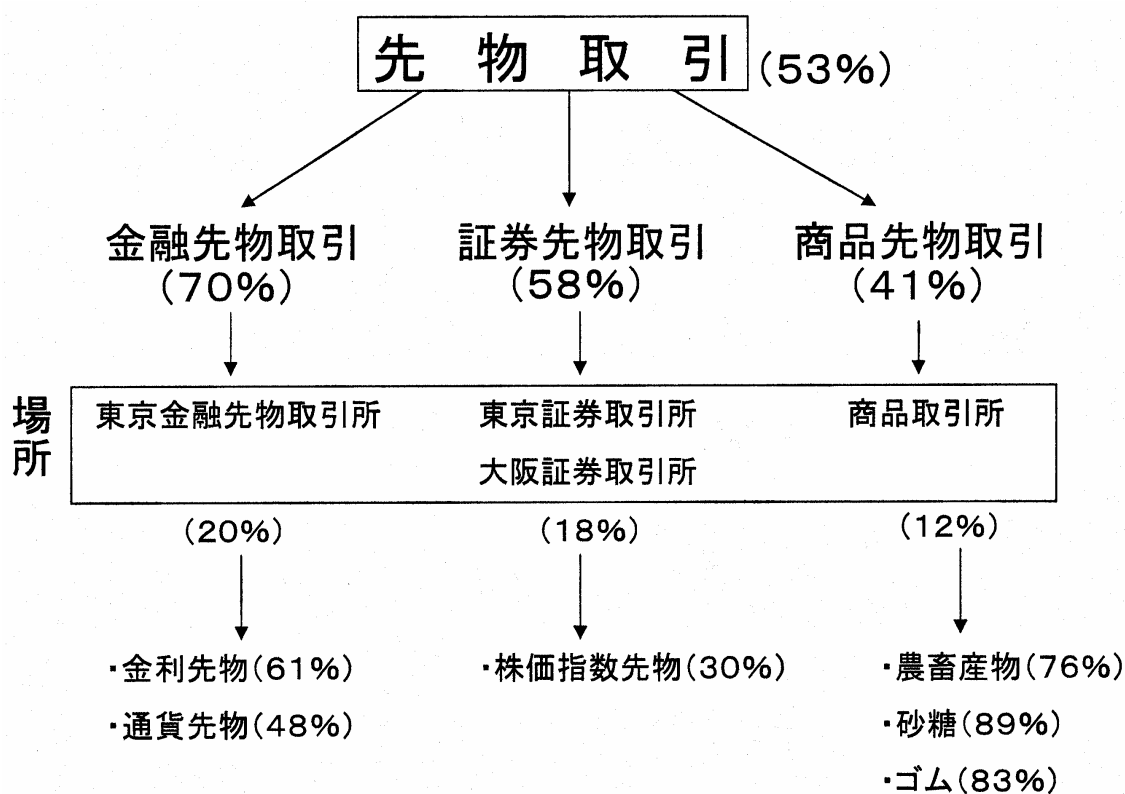 先物取引(53%)
金融先物取引 証券先物取引 商品先物取引
(70%) (58%) (41%)
場所
東京金融先物取引所 東京証券取引所 商品取引所
大阪証券取引所
(20%) (18%) (12%)
・金利先物(61%) ・株価指数先物(30%) ・農畜産物(76%)
・通貨先物(48%) ・砂糖(89%)
・ゴム(83%)